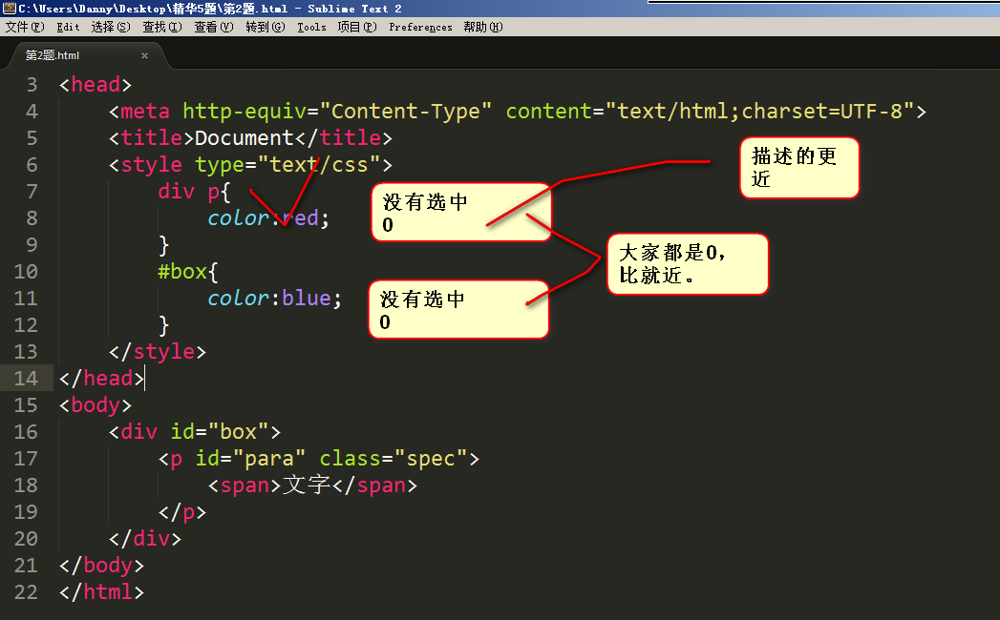 C:\Users\Danny\Desktop\精华5题\第2题.html - Sublime Text 2
文件(F) Edit 选择(S) 查找(I) 查看(V) 转到(G) Tools 项目(P) Preferences 帮助(H)
第2题.html ×
3 <head>
4 <meta http-equiv="Content-Type" content="text/html;charset=UTF-8">
5 <title>Document</title>
6 <style type="text/css">
7 div p{
8 color:red;
9 }
10 #box{
11 color:blue;
12 }
13 </style>
14 </head>
15 <body>
16 <div id="box">
17 <p id="para" class="spec">
18 <span>文字</span>
19 </p>
20 </div>
21 </body>
22 </html>
没有选中
0
描述的更
近
大家都是0，
比就近。
没有选中
0